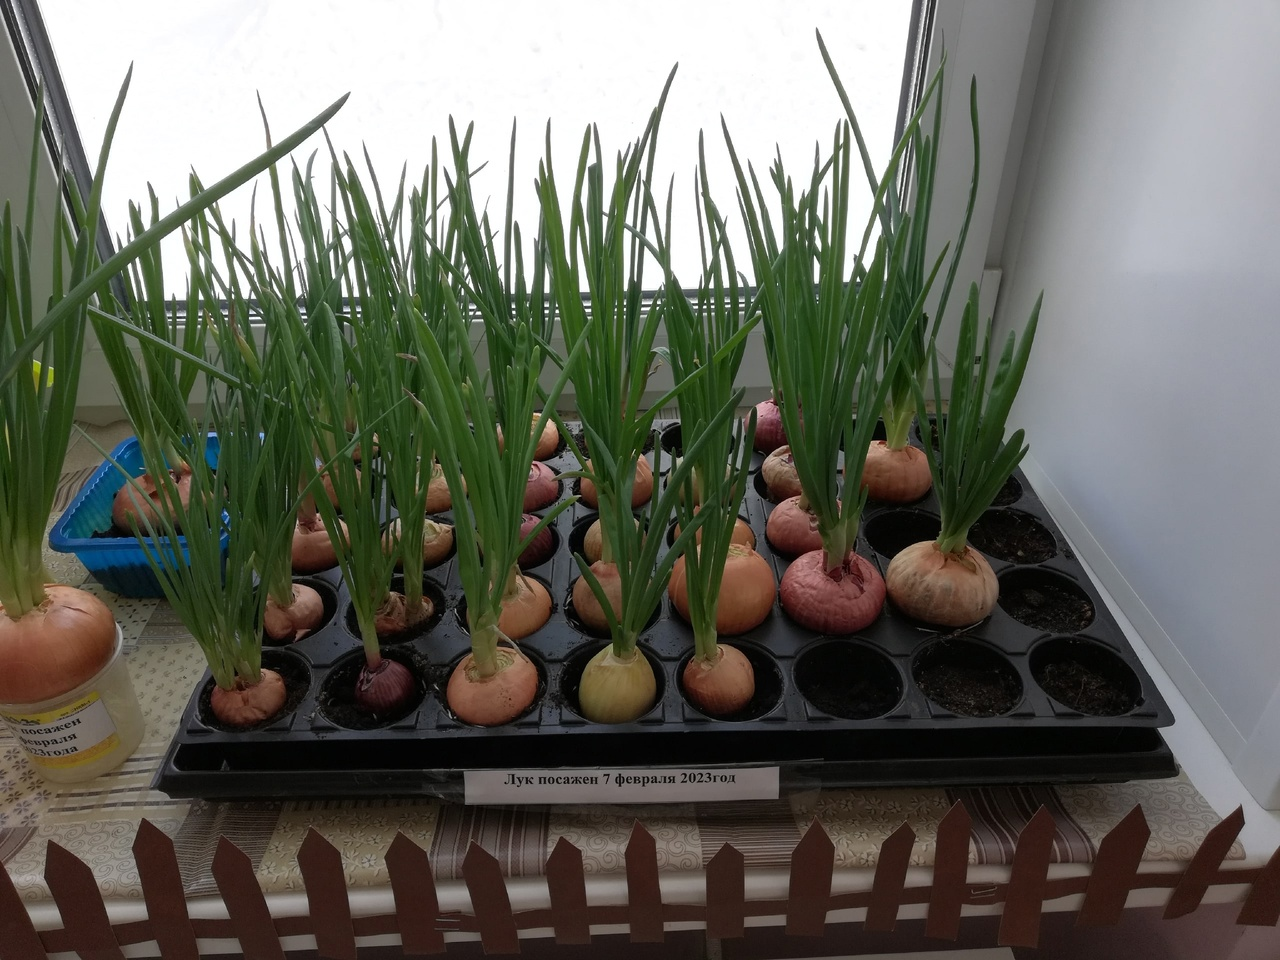 Лук посажен 7 февраля 2023год
посажен
февраля
2023года